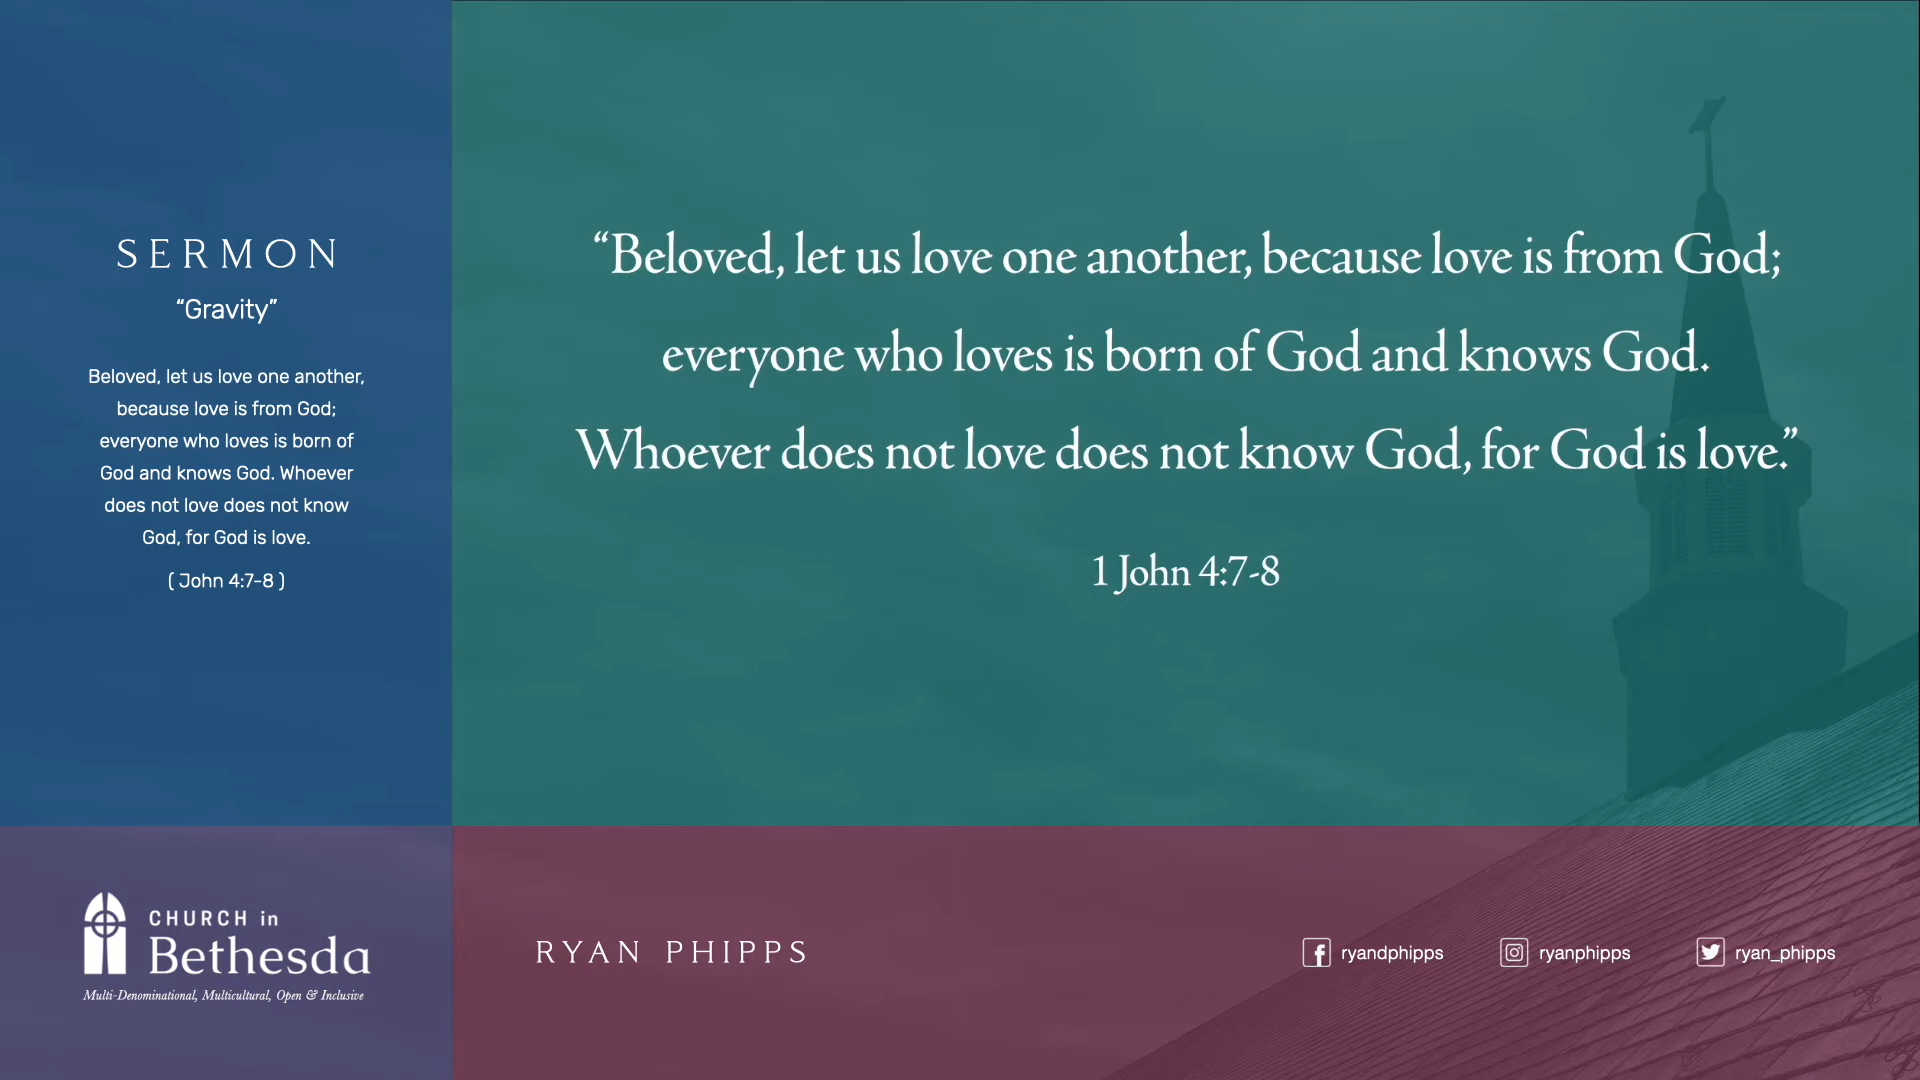 SERMON
“Gravity”
Beloved, let us love one another,
because love is from God;
everyone who loves is born of
God and knows God. Whoever
does not love does not know
God, for God is love.
( John 4:7-8 )
“Beloved, let us love one another, because love is from God;
everyone who loves is born of God and knows God.
Whoever does not love does not know God, for God is love.”
1 John 4:7-8
CHURCH in
Bethesda
Multi-Denominational, Multicultural, Open & Inclusive
RYAN PHIPPS
ryandphipps
ryanphipps
ryan_phipps